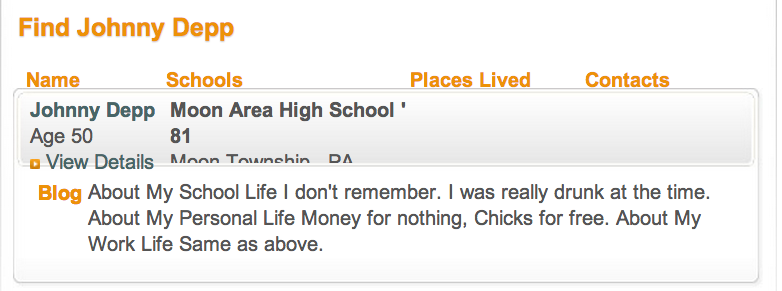 Find Johnny Depp
Name Schools Places Lived Contacts
Johnny Depp Moon Area High School '
Age 50 81
View Details Moon Township, PA
Blog About My School Life I don't remember. I was really drunk at the time.
About My Personal Life Money for nothing, Chicks for free. About My
Work Life Same as above.